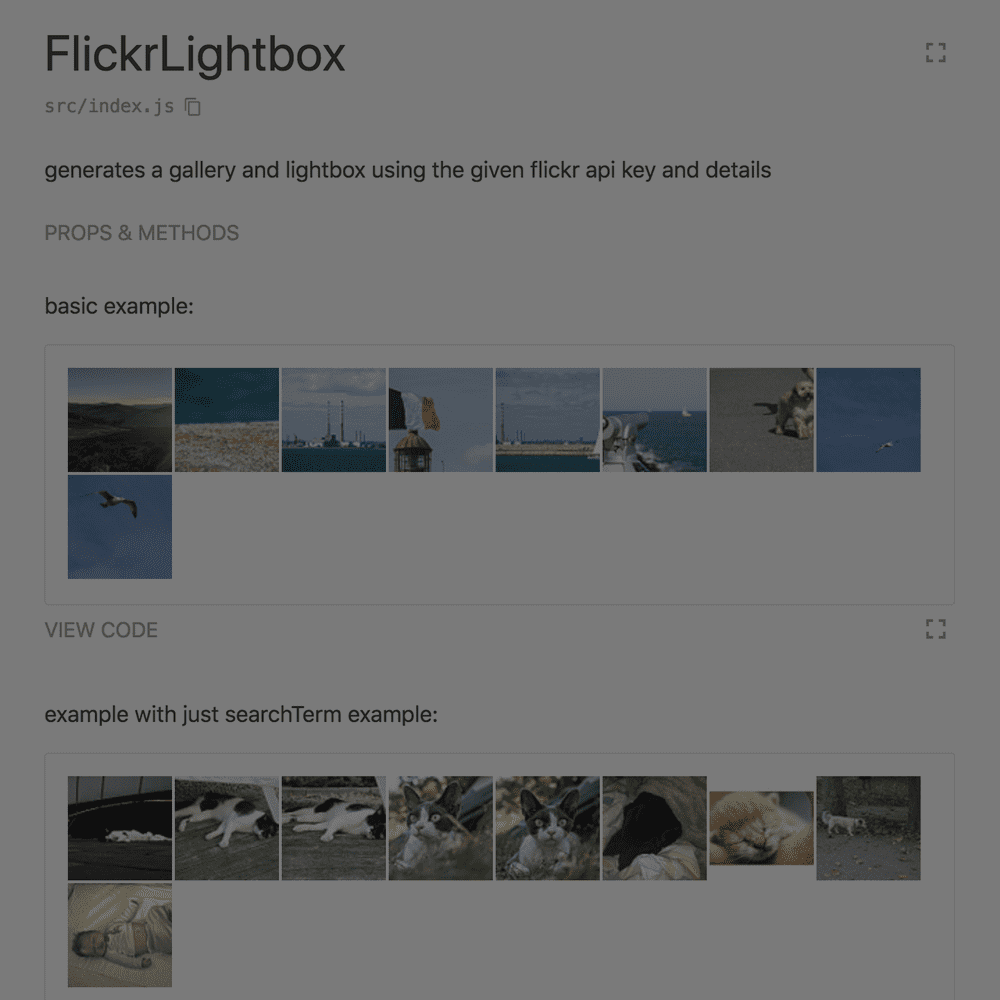 FlickrLightbox
src/index.js
generates a gallery and lightbox using the given flickr api key and details
PROPS & METHODS
basic example:
VIEW CODE
example with just searchTerm example: